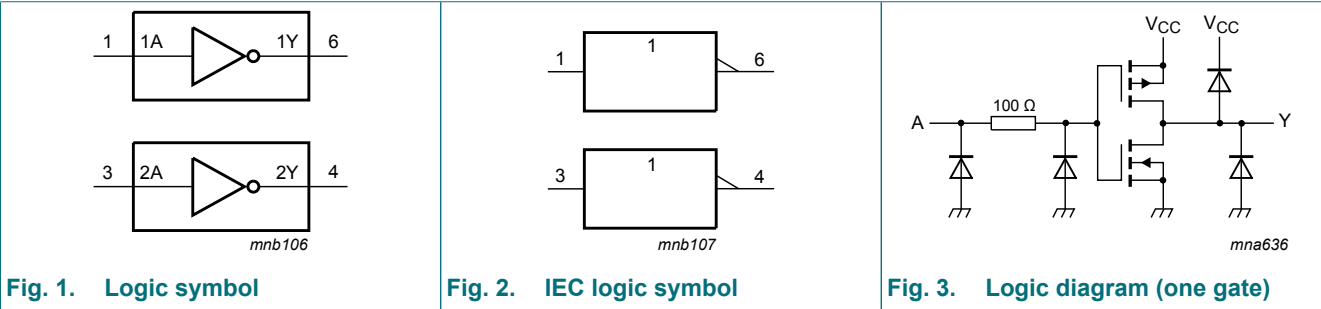 1 1A 1Y 6
3 2A 2Y 4
mnb106
Fig. 1. Logic symbol
1 1 6
3 1 4
mnb107
Fig. 2. IEC logic symbol
VCC VCC
100 Ω
A Y
mna636
Fig. 3. Logic diagram (one gate)